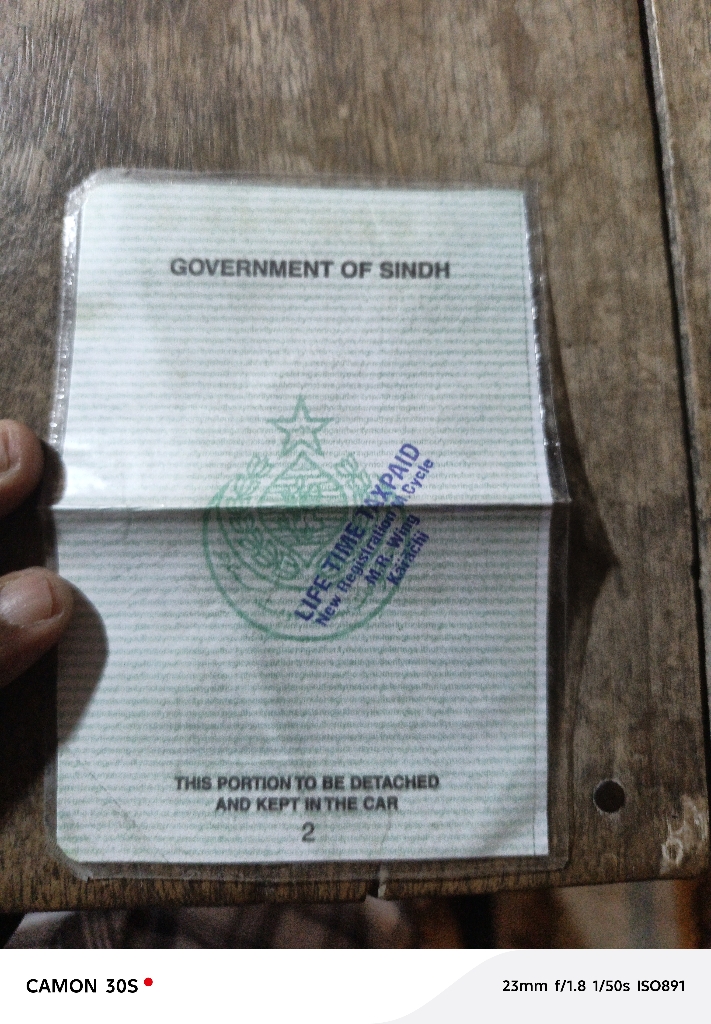 GOVERNMENT OF SINDH
LIFE TIME TAXPAID
New Registration M.Cycle
M.R. Wing
Karachi
THIS PORTION TO BE DETACHED
AND KEPT IN THE CAR
2
CAMON 30S
23mm f/1.8 1/50s ISO891